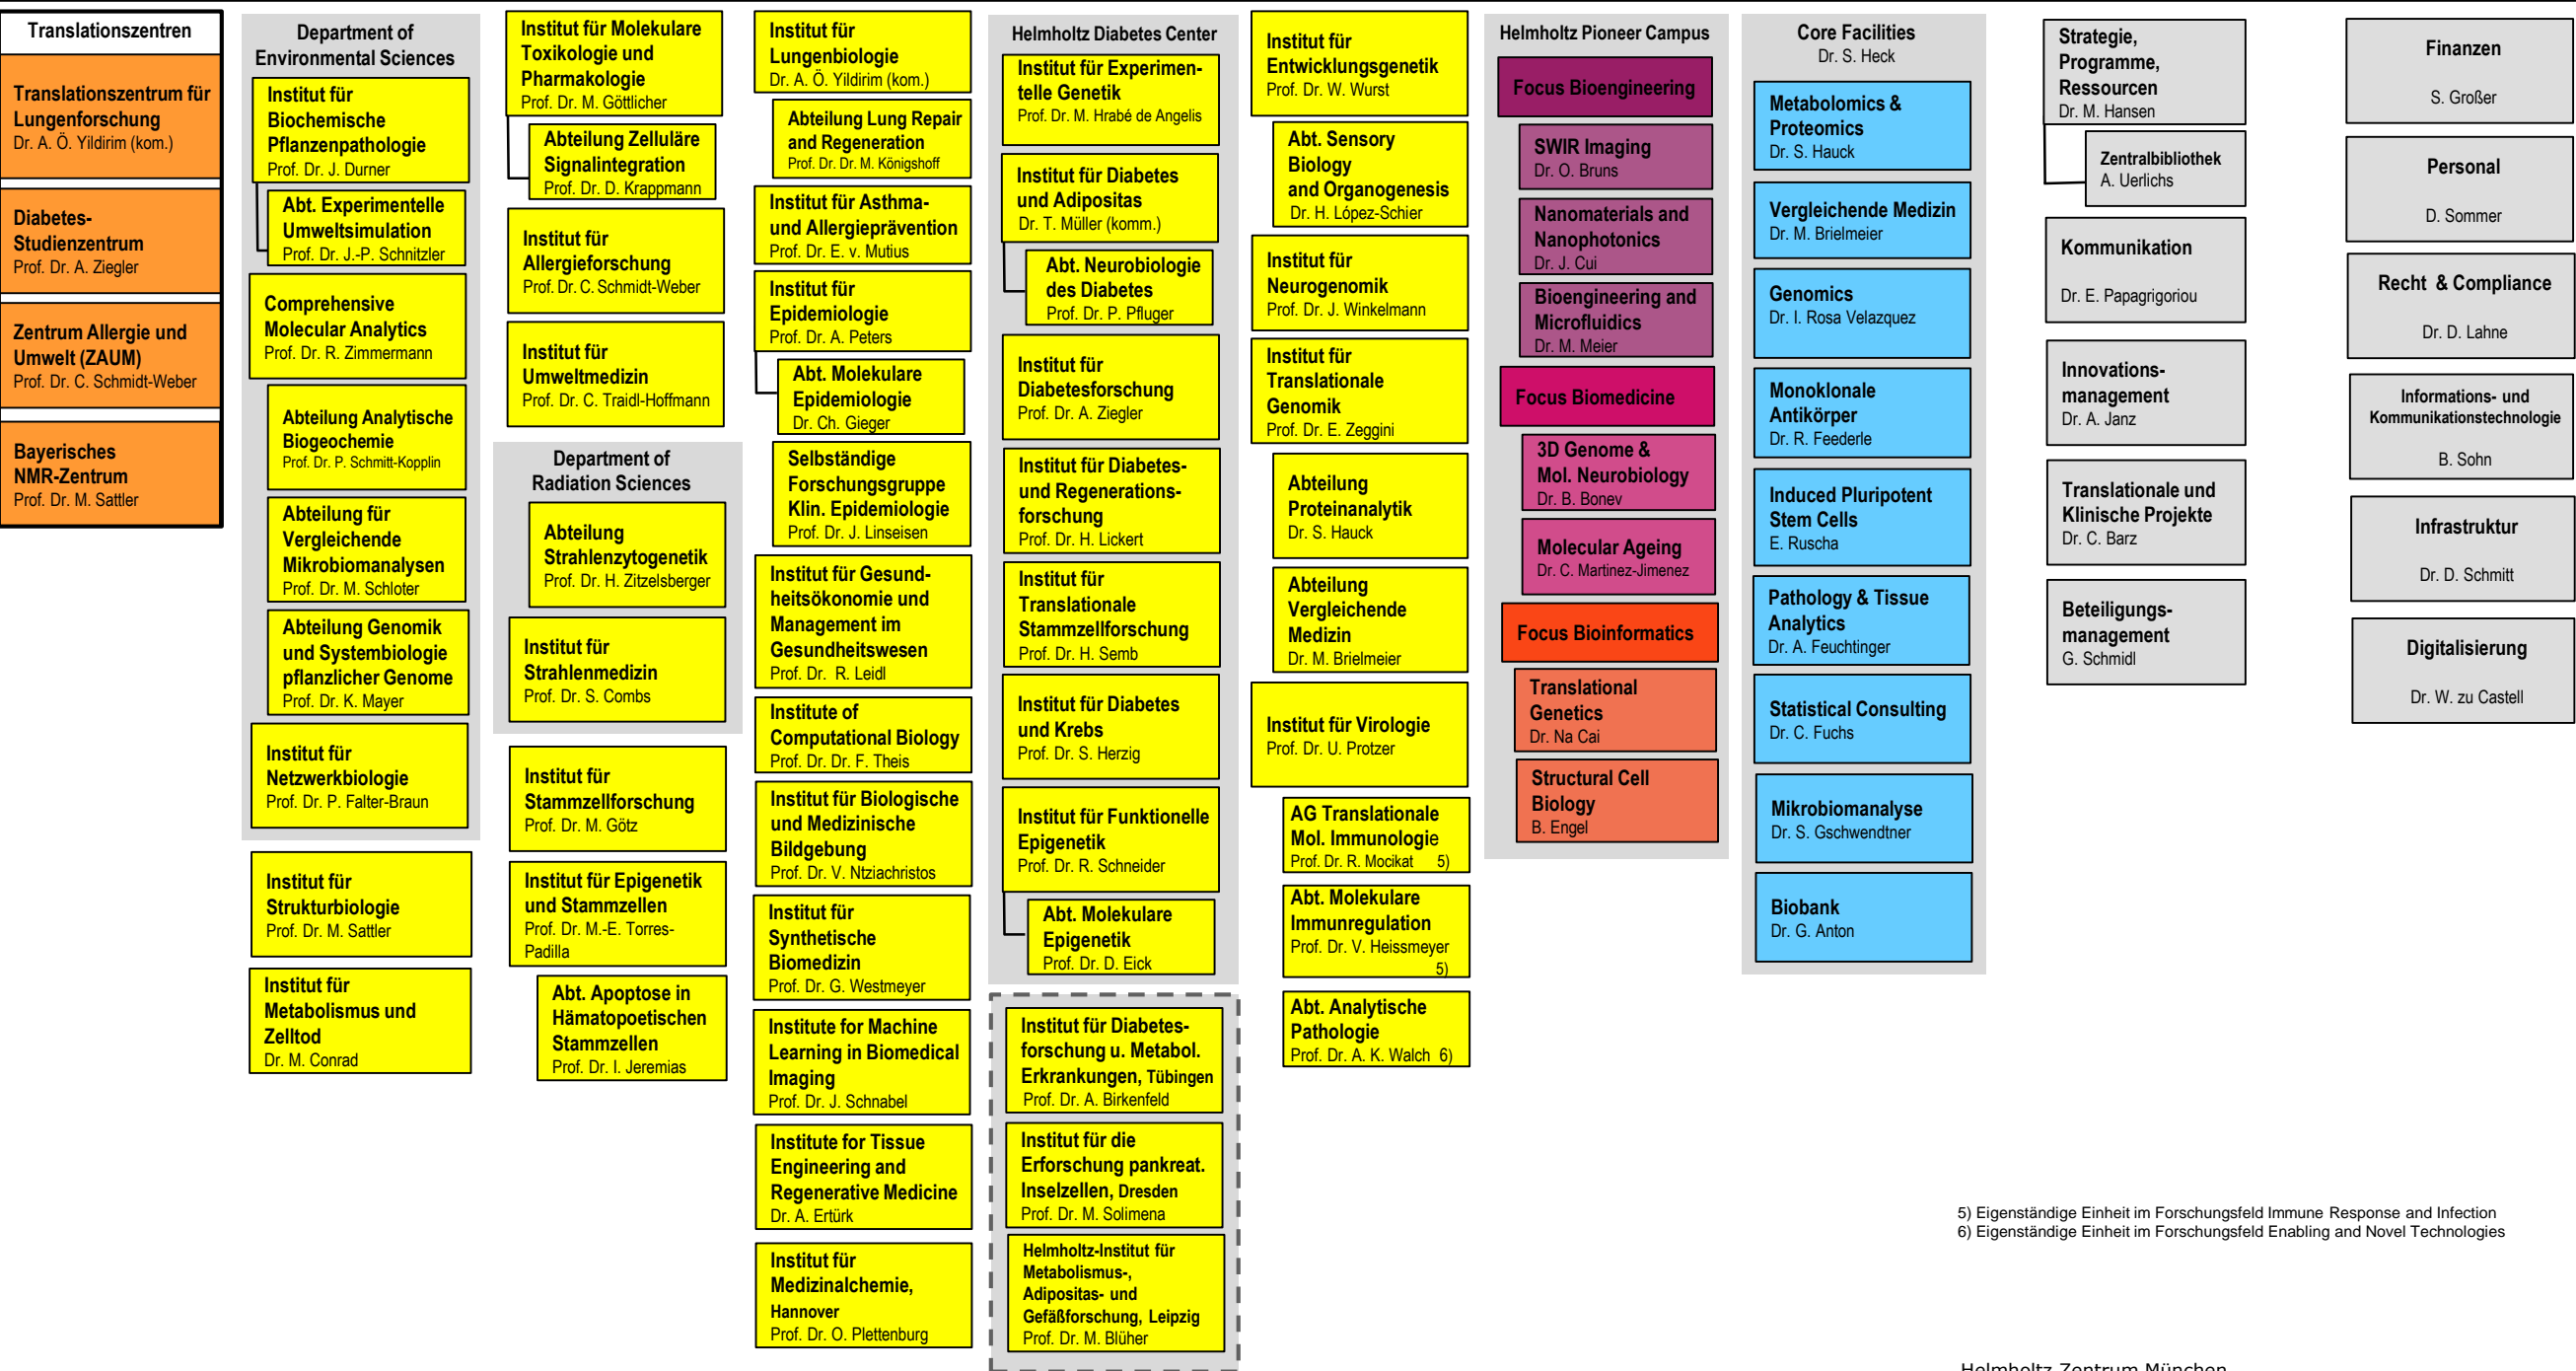 Translationszentren
Translationszentrum für
Lungenforschung
Dr. A. Ö. Yildirim (kom.)
Diabetes-
Studienzentrum
Prof. Dr. A. Ziegler
Zentrum Allergie und
Umwelt (ZAUM)
Prof. Dr. C. Schmidt-Weber
Bayerisches
NMR-Zentrum
Prof. Dr. M. Sattler
Department of
Environmental Sciences
Institut für
Biochemische
Pflanzenpathologie
Prof. Dr. J. Durner
Abt. Experimentelle
Umweltsimulation
Prof. Dr. J.-P. Schnitzler
Comprehensive
Molecular Analytics
Prof. Dr. R. Zimmermann
Abteilung Analytische
Biogeochemie
Prof. Dr. P. Schmitt-Kopplin
Abteilung für
Vergleichende
Mikrobiomanalysen
Prof. Dr. M. Schloter
Abteilung Genomik
und Systembiologie
pflanzlicher Genome
Prof. Dr. K. Mayer
Institut für
Netzwerkbiologie
Prof. Dr. P. Falter-Braun
Institut für
Strukturbiologie
Prof. Dr. M. Sattler
Institut für
Metabolismus und
Zelltod
Dr. M. Conrad
Institut für Molekulare
Toxikologie und
Pharmakologie
Prof. Dr. M. Göttlicher
Abteilung Zelluläre
Signalintegration
Prof. Dr. D. Krappmann
Institut für
Allergieforschung
Prof. Dr. C. Schmidt-Weber
Institut für
Umweltmedizin
Prof. Dr. C. Traidl-Hoffmann
Department of
Radiation Sciences
Abteilung
Strahlenzytogenetik
Prof. Dr. H. Zitzelsberger
Institut für
Strahlenmedizin
Prof. Dr. S. Combs
Institut für
Stammzellforschung
Prof. Dr. M. Götz
Institut für Epigenetik
und Stammzellen
Prof. Dr. M.-E. Torres-
Padilla
Abt. Apoptose in
Hämatopoetischen
Stammzellen
Prof. Dr. I. Jeremias
Institut für
Lungenbiologie
Dr. A. Ö. Yildirim (kom.)
Abteilung Lung Repair
and Regeneration
Prof. Dr. Dr. M. Königshoff
Institut für Asthma-
und Allergieprävention
Prof. Dr. E. v. Mutius
Institut für
Epidemiologie
Prof. Dr. A. Peters
Abt. Molekulare
Epidemiologie
Dr. Ch. Gieger
Selbständige
Forschungsgruppe
Klin. Epidemiologie
Prof. Dr. J. Linseisen
Institut für Gesund-
heitsökonomie und
Management im
Gesundheitswesen
Prof. Dr. R. Leidl
Institute of
Computational Biology
Prof. Dr. Dr. F. Theis
Institut für Biologische
und Medizinische
Bildgebung
Prof. Dr. V. Ntziachristos
Institut für
Synthetische
Biomedizin
Prof. Dr. G. Westmeyer
Institute for Machine
Learning in Biomedical
Imaging
Prof. Dr. J. Schnabel
Institute for Tissue
Engineering and
Regenerative Medicine
Dr. A. Ertürk
Institut für
Medizinalchemie,
Hannover
Prof. Dr. O. Plettenburg
Helmholtz Diabetes Center
Institut für Experimen-
telle Genetik
Prof. Dr. M. Hrabé de Angelis
Institut für Diabetes
und Adipositas
Dr. T. Müller (komm.)
Abt. Neurobiologie
des Diabetes
Prof. Dr. P. Pfluger
Institut für
Diabetesforschung
Prof. Dr. A. Ziegler
Institut für Diabetes-
und Regenerations-
forschung
Prof. Dr. H. Lickert
Institut für
Translationale
Stammzellforschung
Prof. Dr. H. Semb
Institut für Diabetes
und Krebs
Prof. Dr. S. Herzig
Institut für Funktionelle
Epigenetik
Prof. Dr. R. Schneider
Abt. Molekulare
Epigenetik
Prof. Dr. D. Eick
Institut für Diabetes-
forschung u. Metabol.
Erkrankungen, Tübingen
Prof. Dr. A. Birkenfeld
Institut für die
Erforschung pankreat.
Inselzellen, Dresden
Prof. Dr. M. Solimena
Helmholtz-Institut für
Metabolismus-,
Adipositas- und
Gefäßforschung, Leipzig
Prof. Dr. M. Blüher
Institut für
Entwicklungsgenetik
Prof. Dr. W. Wurst
Abt. Sensory
Biology
and Organogenesis
Dr. H. López-Schier
Institut für
Neurogenomik
Prof. Dr. J. Winkelmann
Institut für
Translationale
Genomik
Prof. Dr. E. Zeggini
Abteilung
Proteinanalytik
Dr. S. Hauck
Abteilung
Vergleichende
Medizin
Dr. M. Brielmeier
Institut für Virologie
Prof. Dr. U. Protzer
AG Translationale
Mol. Immunologie
Prof. Dr. R. Mocikat 5)
Abt. Molekulare
Immunregulation
Prof. Dr. V. Heissmeyer
5)
Abt. Analytische
Pathologie
Prof. Dr. A. K. Walch 6)
Helmholtz Pioneer Campus
Focus Bioengineering
SWIR Imaging
Dr. O. Bruns
Nanomaterials and
Nanophotonics
Dr. J. Cui
Bioengineering and
Microfluidics
Dr. M. Meier
Focus Biomedicine
3D Genome &
Mol. Neurobiology
Dr. B. Bonev
Molecular Ageing
Dr. C. Martinez-Jimenez
Focus Bioinformatics
Translational
Genetics
Dr. Na Cai
Structural Cell
Biology
B. Engel
Core Facilities
Dr. S. Heck
Metabolomics &
Proteomics
Dr. S. Hauck
Vergleichende Medizin
Dr. M. Brielmeier
Genomics
Dr. I. Rosa Velazquez
Monoklonale
Antikörper
Dr. R. Feederle
Induced Pluripotent
Stem Cells
E. Ruscha
Pathology & Tissue
Analytics
Dr. A. Feuchtinger
Statistical Consulting
Dr. C. Fuchs
Mikrobiomanalyse
Dr. S. Gschwendtner
Biobank
Dr. G. Anton
Strategie,
Programme,
Ressourcen
Dr. M. Hansen
Zentralbibliothek
A. Uerlichs
Kommunikation
Dr. E. Papagrigoriou
Innovations-
management
Dr. A. Janz
Translationale und
Klinische Projekte
Dr. C. Barz
Beteiligungs-
management
G. Schmidl
Finanzen
S. Großer
Personal
D. Sommer
Recht & Compliance
Dr. D. Lahne
Informations- und
Kommunikationstechnologie
B. Sohn
Infrastruktur
Dr. D. Schmitt
Digitalisierung
Dr. W. zu Castell
5) Eigenständige Einheit im Forschungsfeld Immune Response and Infection
6) Eigenständige Einheit im Forschungsfeld Enabling and Novel Technologies
Helmholtz Zentrum München